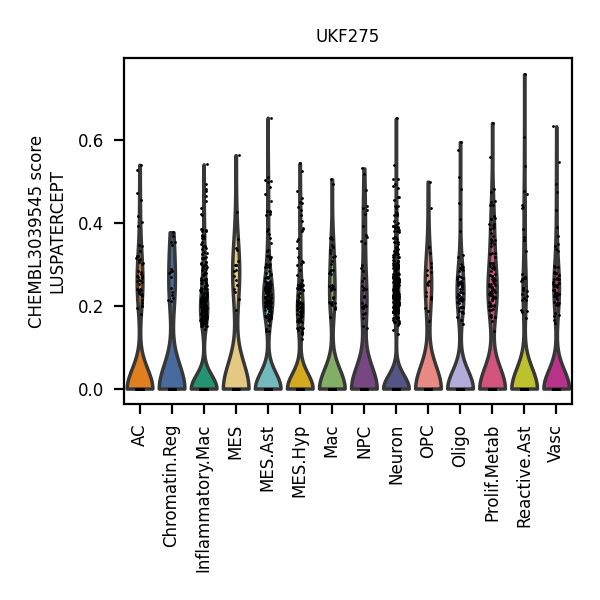 UKF275
CHEMBL3039545 score
LUSPATERCEPT
0.6
0.4
0.2
0.0
AC
Chromatin.Reg
Inflammatory.Mac
MES
MES.Ast
MES.Hyp
Mac
NPC
Neuron
OPC
Oligo
Prolif.Metab
Reactive.Ast
Vasc